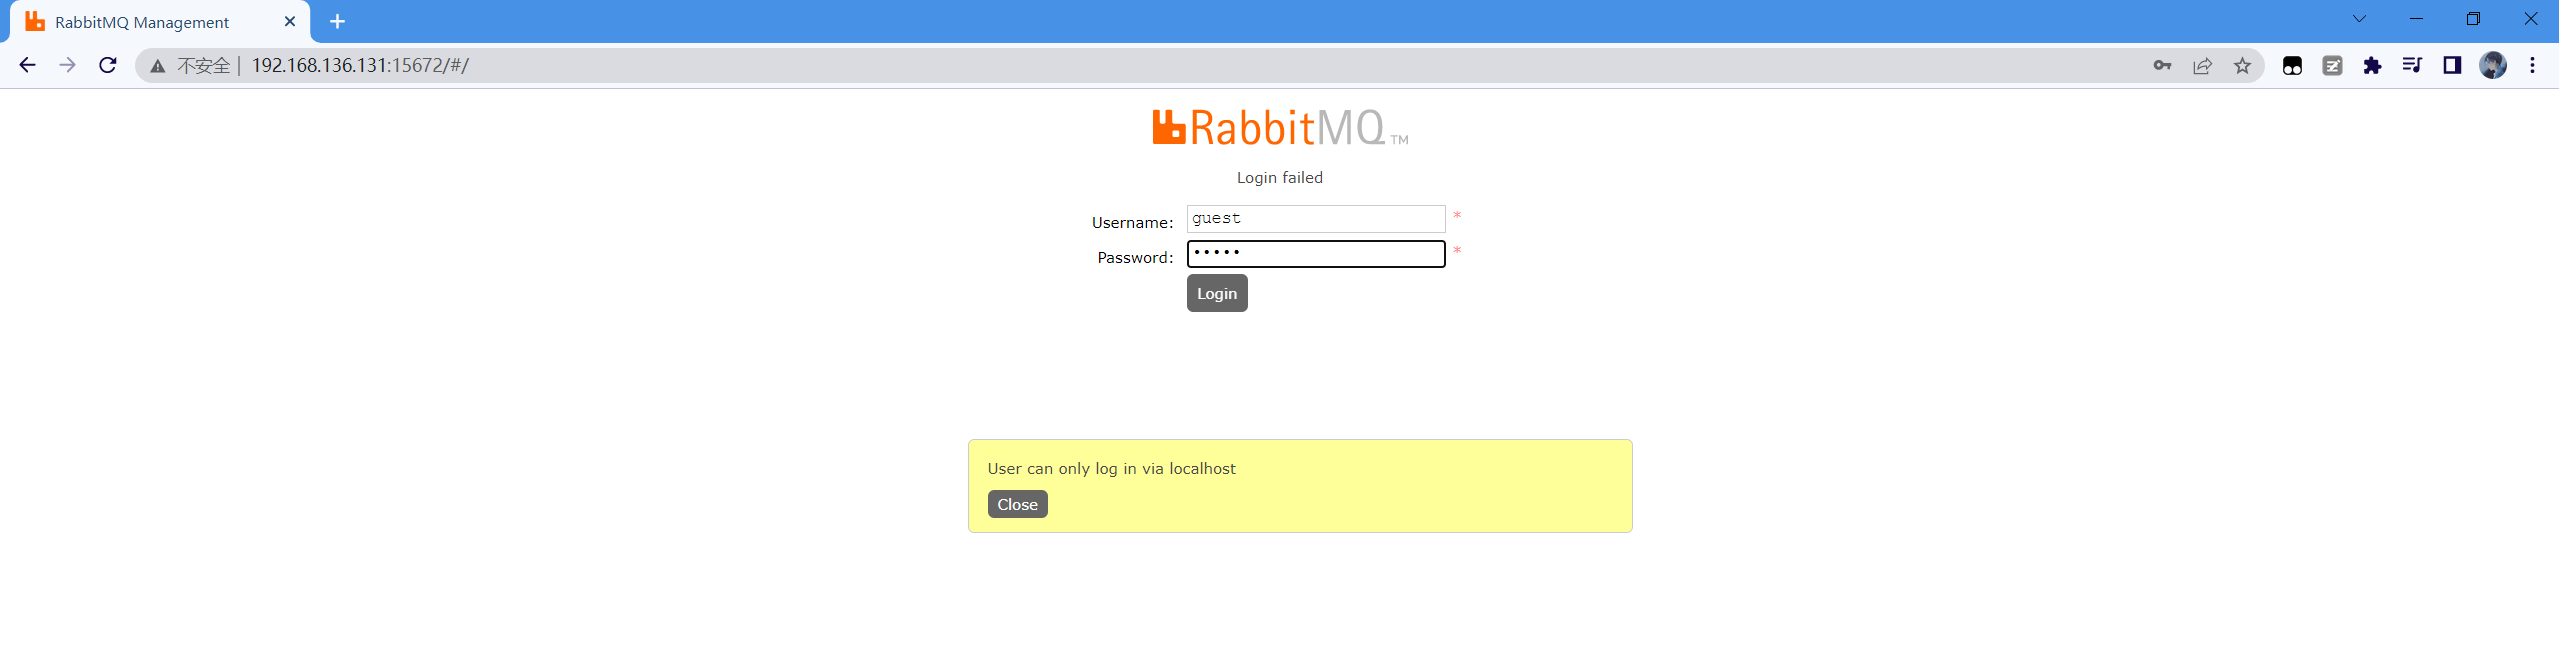 RabbitMQ Management
不安全 | 192.168.136.131:15672/#/
RabbitMQ TM
Login failed
Username: guest *
Password: ••••• *
Login
User can only log in via localhost
Close